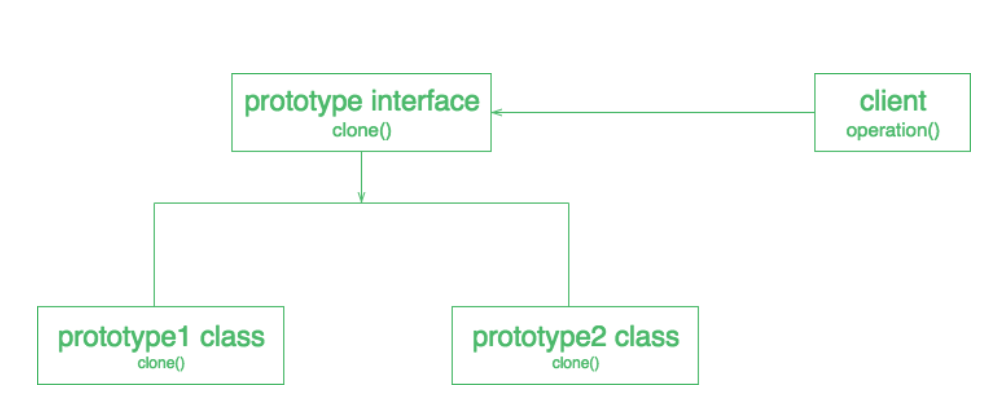 prototype interface
clone()
client
operation()
prototype1 class
clone()
prototype2 class
clone()